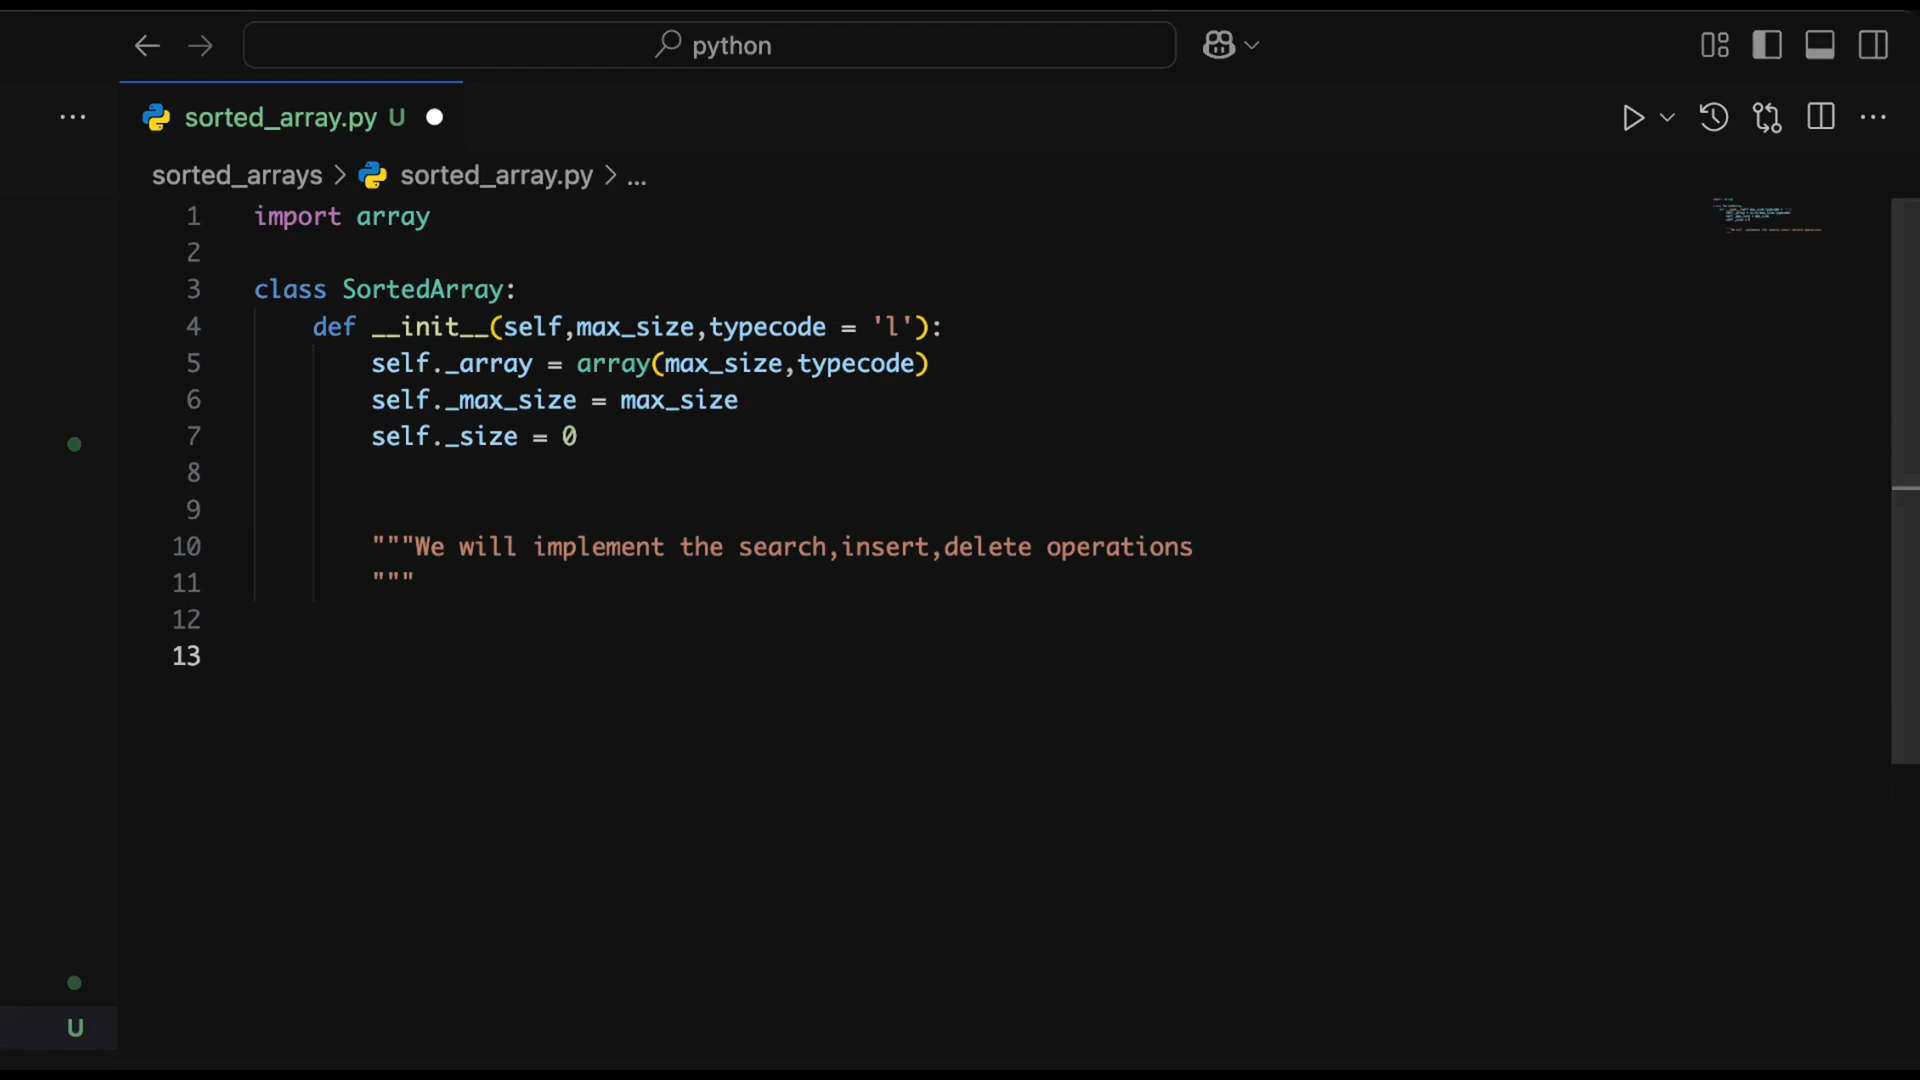 python
sorted_array.py U
sorted_arrays > sorted_array.py > ...
1 import array
2
3 class SortedArray:
4 def __init__(self,max_size,typecode = 'l'):
5 self._array = array(max_size,typecode)
6 self._max_size = max_size
7 self._size = 0
8
9
10 """We will implement the search,insert,delete operations
11 """
12
13
U